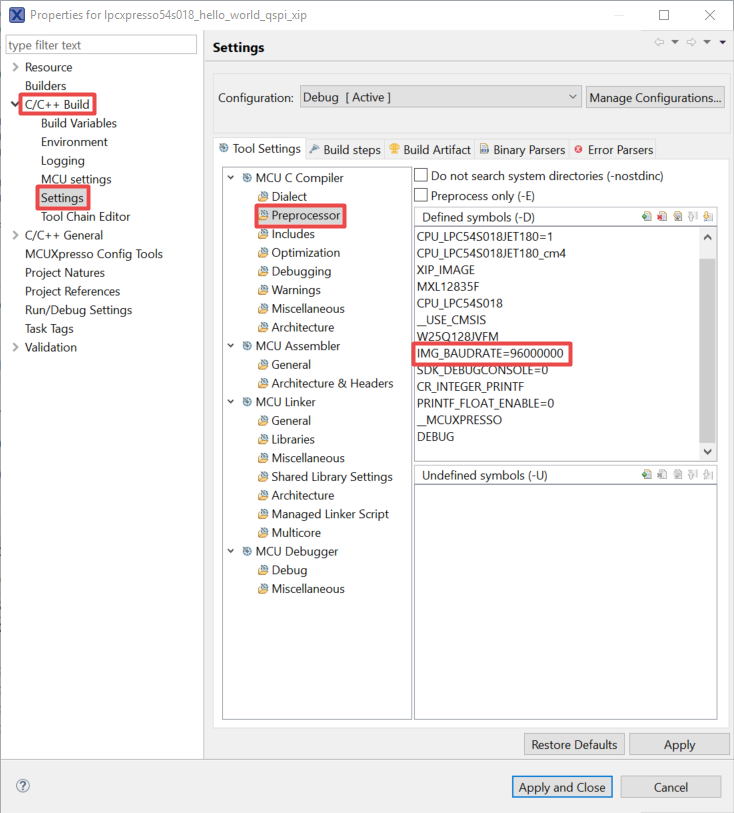 Properties for lpcxpresso54s018_hello_world_qspi_xip
type filter text
Resource
Builders
C/C++ Build
Build Variables
Environment
Logging
MCU settings
Settings
Tool Chain Editor
C/C++ General
MCUXpresso Config Tools
Project Natures
Project References
Run/Debug Settings
Task Tags
Validation
Settings
Configuration:
Debug [ Active ]
Manage Configurations...
Tool Settings
Build steps
Build Artifact
Binary Parsers
Error Parsers
MCU C Compiler
Dialect
Preprocessor
Includes
Optimization
Debugging
Warnings
Miscellaneous
Architecture
MCU Assembler
General
Architecture & Headers
MCU Linker
General
Libraries
Miscellaneous
Shared Library Settings
Architecture
Managed Linker Script
Multicore
MCU Debugger
Debug
Miscellaneous
Do not search system directories (-nostdinc)
Preprocess only (-E)
Defined symbols (-D)
CPU_LPC54S018JET180=1
CPU_LPC54S018JET180_cm4
XIP_IMAGE
MXL12835F
CPU_LPC54S018
__USE_CMSIS
W25Q128JVFM
IMG_BAUDRATE=96000000
SDK_DEBUGCONSOLE=0
CR_INTEGER_PRINTF
PRINTF_FLOAT_ENABLE=0
__MCUXPRESSO
DEBUG
Undefined symbols (-U)
Restore Defaults
Apply
?
Apply and Close
Cancel